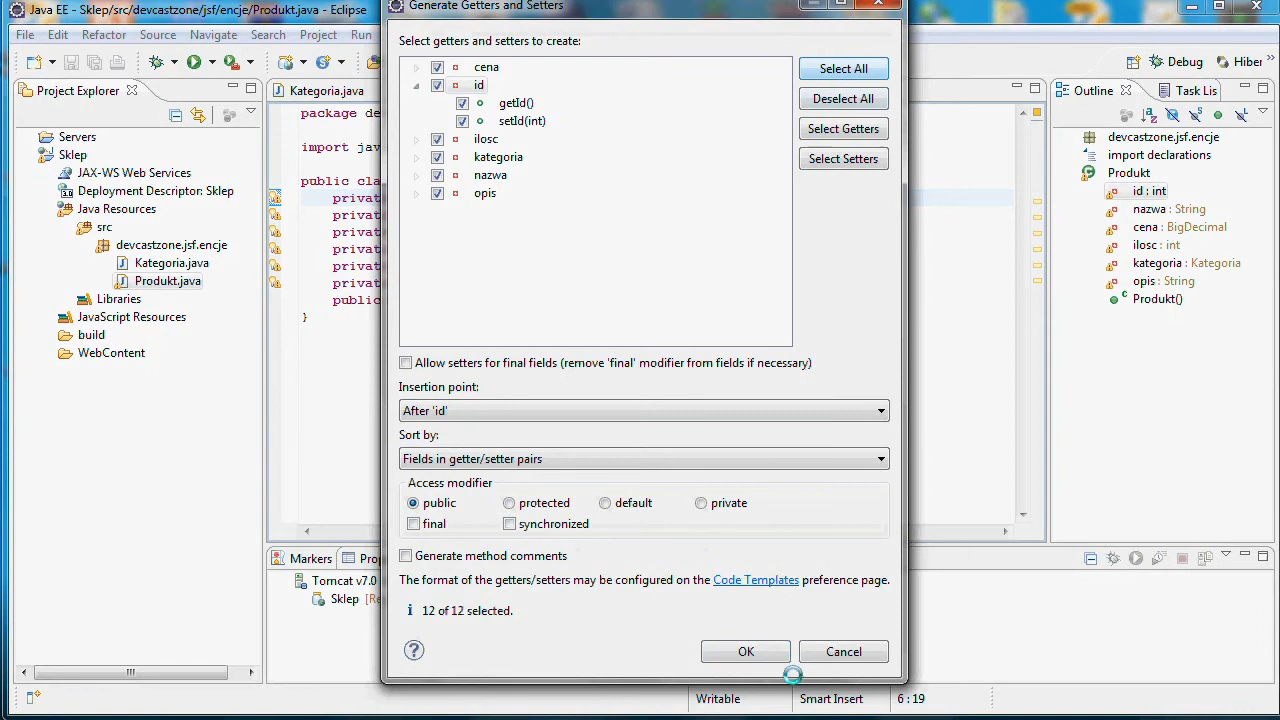 Java EE - Sklep/src/devcastzone/jsf/encje/Produkt.java - Eclipse
File Edit Refactor Source Navigate Search Project Run
Debug Hiber
Project Explorer
Servers
Sklep
JAX-WS Web Services
Deployment Descriptor: Sklep
Java Resources
src
devcastzone.jsf.encje
Kategoria.java
Produkt.java
Libraries
JavaScript Resources
build
WebContent
Kategoria.java
package de
import jav
public cla
privat
privat
privat
privat
privat
privat
public
}
Generate Getters and Setters
Select getters and setters to create:
cena
id
getId()
setId(int)
ilosc
kategoria
nazwa
opis
Select All
Deselect All
Select Getters
Select Setters
Allow setters for final fields (remove 'final' modifier from fields if necessary)
Insertion point:
After 'id'
Sort by:
Fields in getter/setter pairs
Access modifier
public protected default private
final synchronized
Generate method comments
The format of the getters/setters may be configured on the Code Templates preference page.
12 of 12 selected.
OK Cancel
Outline Task Lis
devcastzone.jsf.encje
import declarations
Produkt
id : int
nazwa : String
cena : BigDecimal
ilosc : int
kategoria : Kategoria
opis : String
Produkt()
Markers Prop
Tomcat v7.0
Sklep [Re
Writable Smart Insert 6 : 19